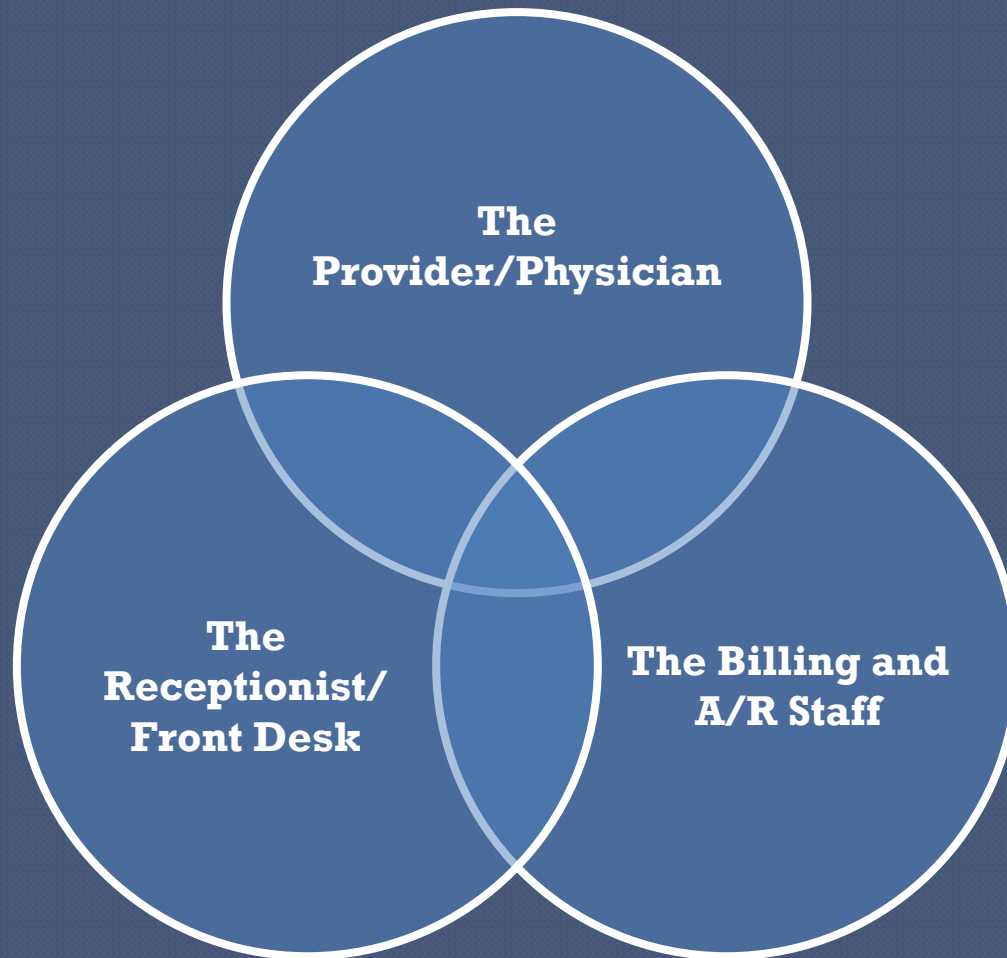 The
Provider/Physician
The
Receptionist/
Front Desk
The Billing and
A/R Staff